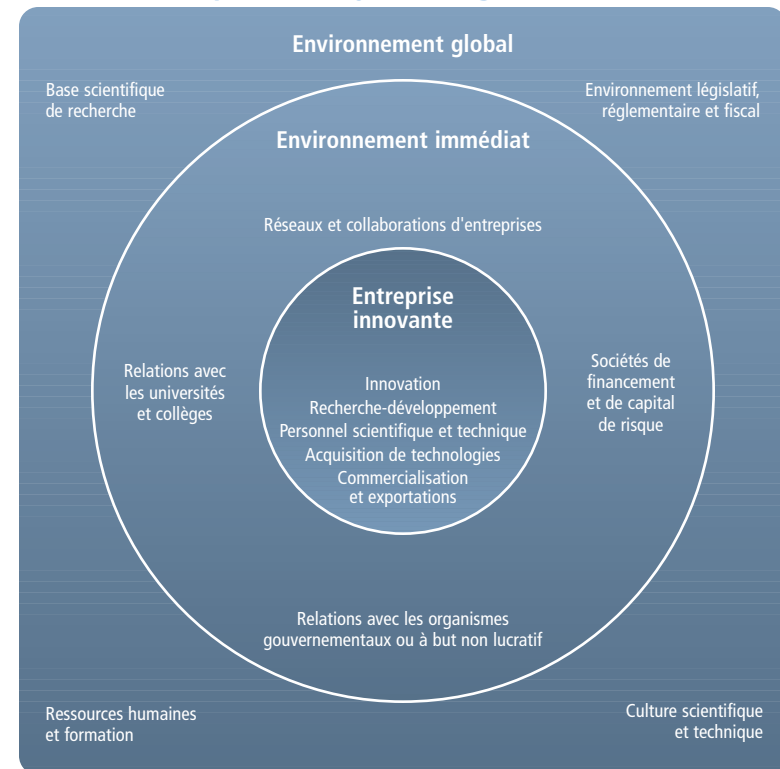 Environnement global
Base scientifique
de recherche
Environnement législatif,
réglementaire et fiscal
Environnement immédiat
Réseaux et collaborations d'entreprises
Entreprise
innovante
Relations avec
les universités
et collèges
Innovation
Recherche-développement
Personnel scientifique et technique
Acquisition de technologies
Commercialisation
et exportations
Sociétés de
financement
et de capital
de risque
Relations avec les organismes
gouvernementaux ou à but non lucratif
Ressources humaines
et formation
Culture scientifique
et technique